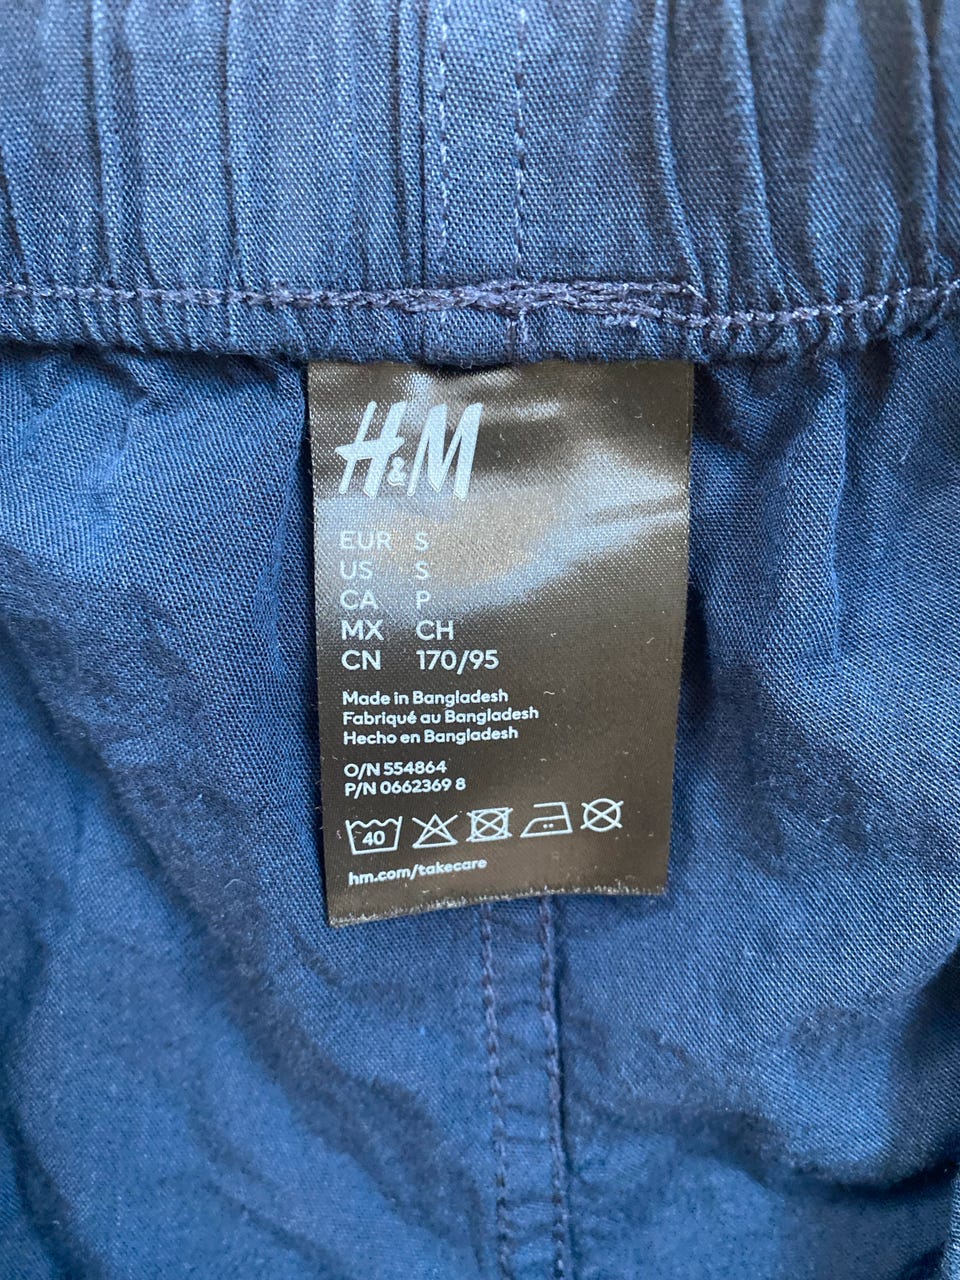 H&M
EUR S
US S
CA P
MX CH
CN 170/95
Made in Bangladesh
Fabriqué au Bangladesh
Hecho en Bangladesh
O/N 554864
P/N 0662369 8
40
hm.com/takecare